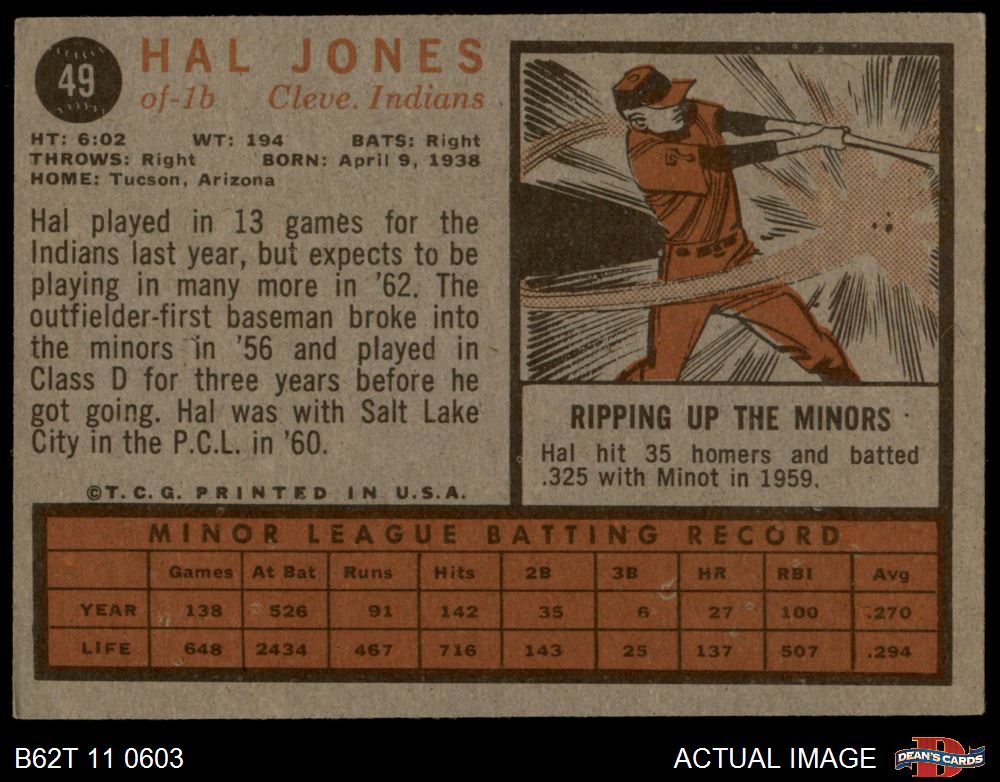 49
HAL JONES
of-1b Cleve. Indians
HT: 6:02 WT: 194 BATS: Right
THROWS: Right BORN: April 9, 1938
HOME: Tucson, Arizona
Hal played in 13 games for the
Indians last year, but expects to be
playing in many more in '62. The
outfielder-first baseman broke into
the minors in '56 and played in
Class D for three years before he
got going. Hal was with Salt Lake
City in the P.C.L. in '60.
©T.C.G. PRINTED IN U.S.A.
7
RIPPING UP THE MINORS
Hal hit 35 homers and batted
.325 with Minot in 1959.
MINOR LEAGUE BATTING RECORD
Games At Bat Runs Hits 2B 3B HR RBI Avg
YEAR 138 526 91 142 35 6 27 100 .270
LIFE 648 2434 467 716 143 25 137 507 .294
B62T 11 0603
ACTUAL IMAGE
D
DEAN'S CARDS